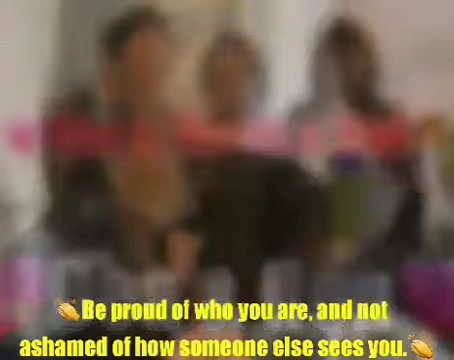 👏Be proud of who you are, and not
ashamed of how someone else sees you.👏